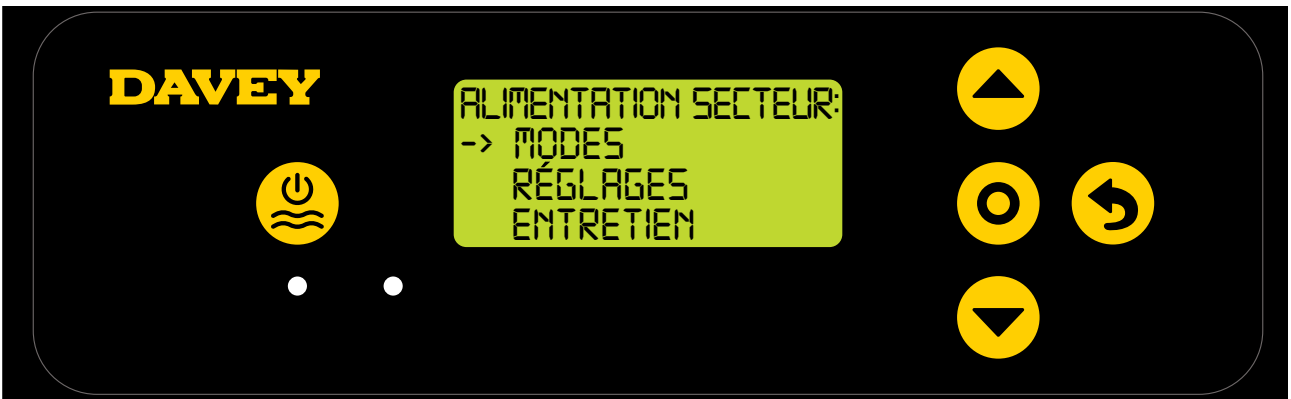 DAVEY
ALIMENTATION SECTEUR:
-> MODES
RÉGLAGES
ENTRETIEN